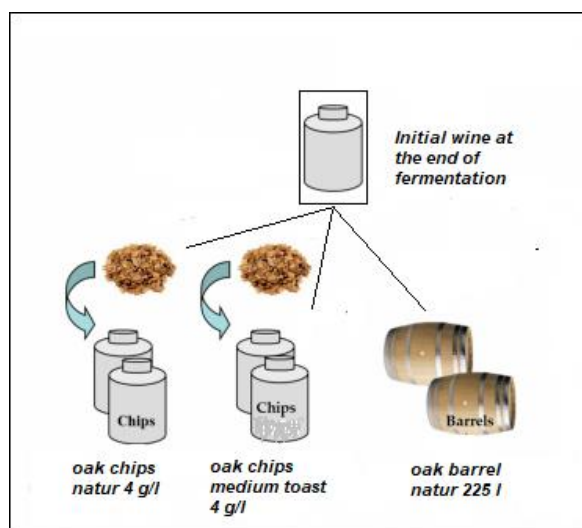 Initial wine at
the end of
fermentation
Chips
Chips
Barrels
oak chips
natur 4 g/l
oak chips
medium toast
4 g/l
oak barrel
natur 225 l